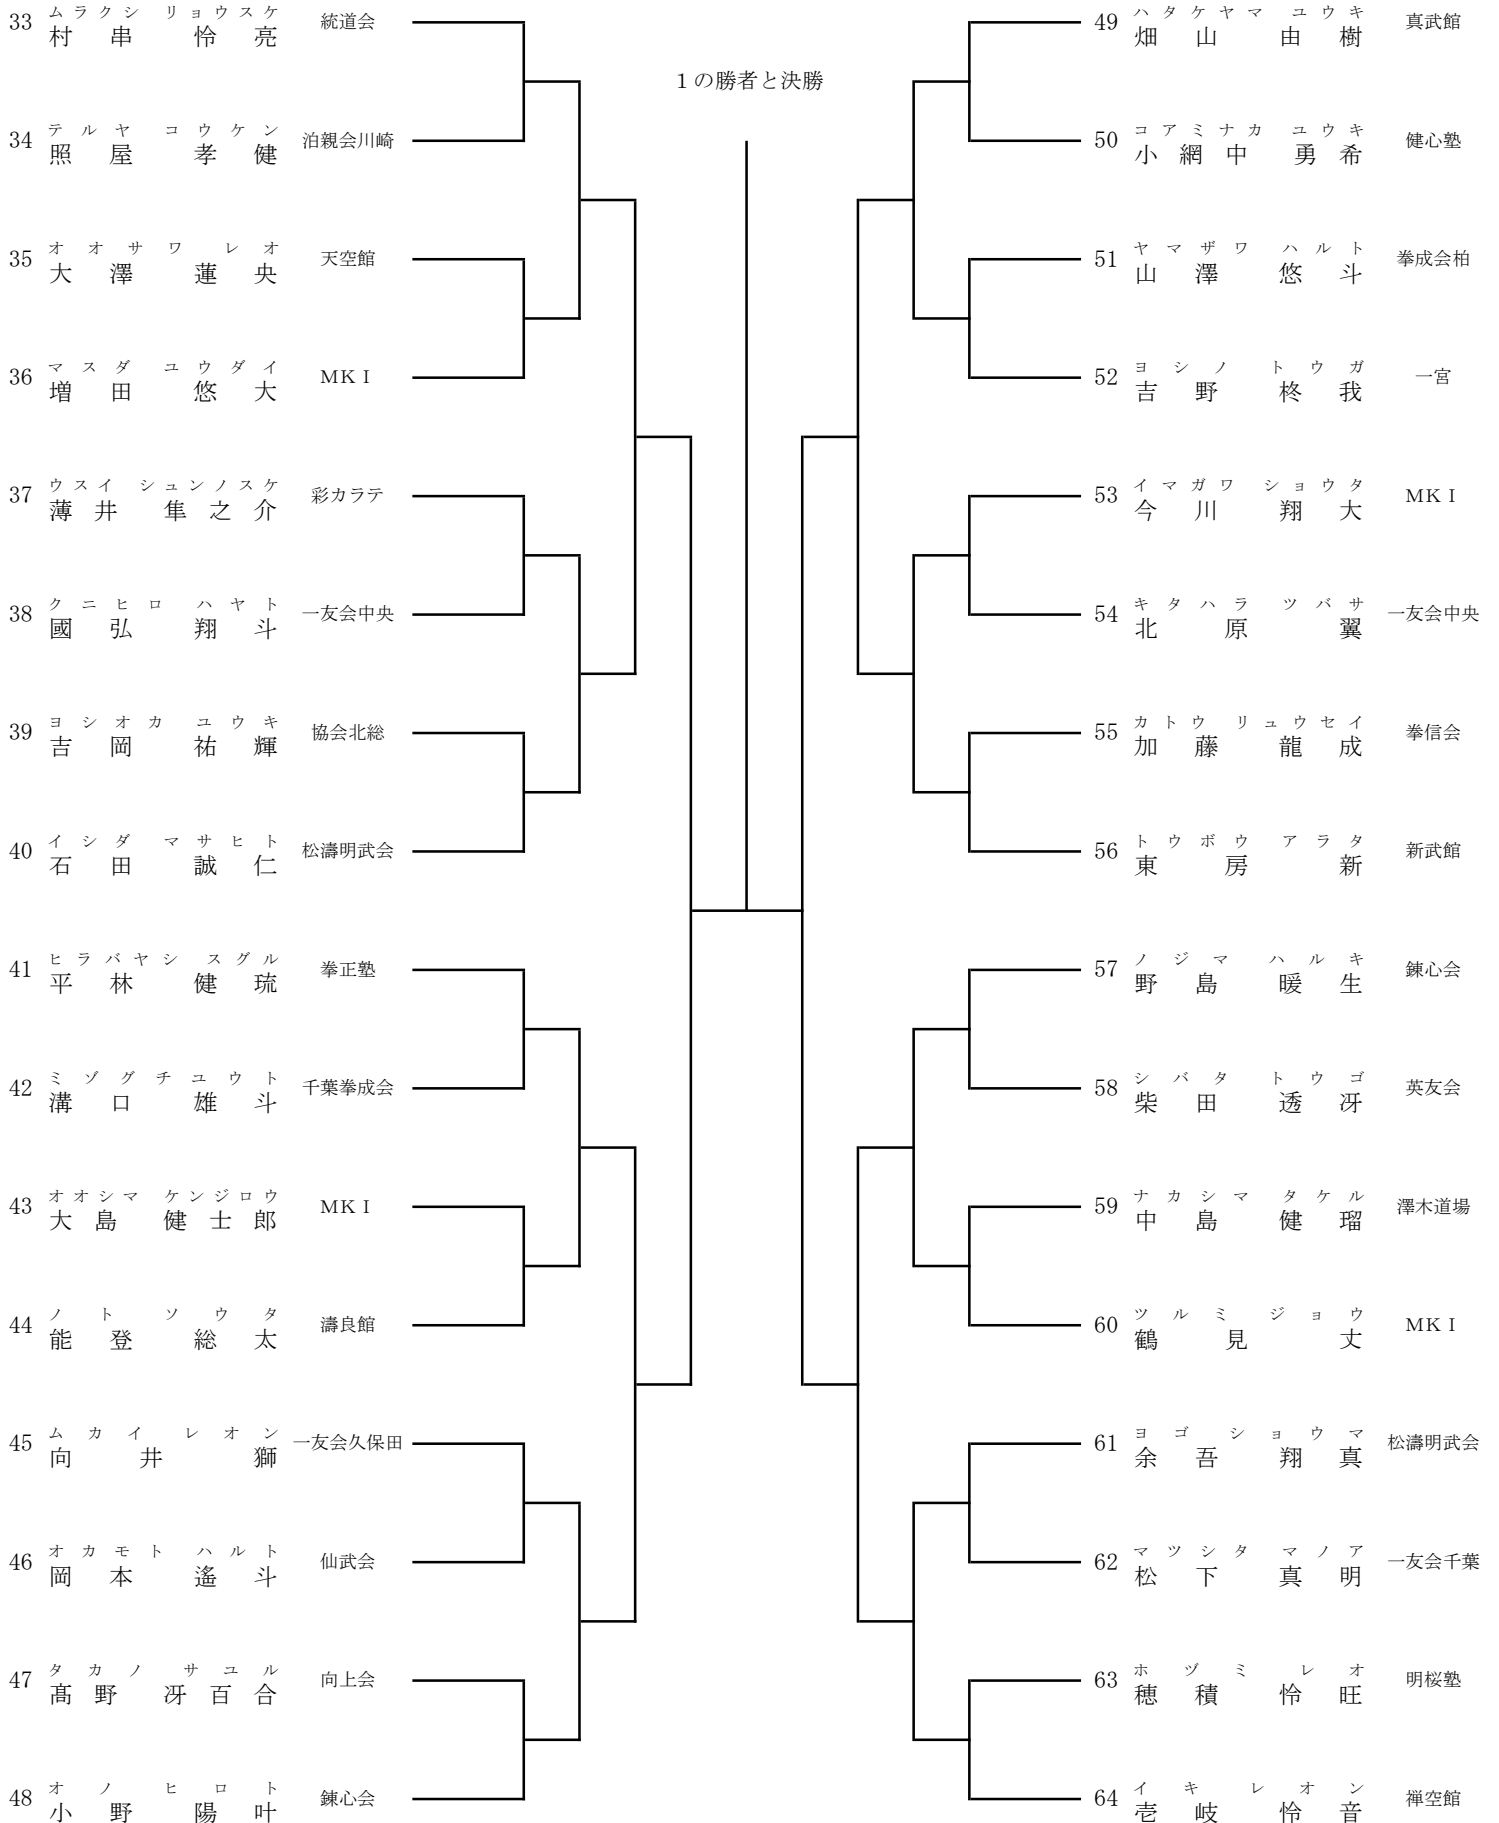 1の勝者と決勝
ムラクシ リョウスケ
33 村串 怜亮 統道会
テルヤ コウケン
34 照屋 孝健 泊親会川崎
オオサワ レオ
35 大澤 蓮央 天空館
マスダ ユウダイ
36 増田 悠大 MKI
ウスイ シュンノスケ
37 薄井 隼之介 彩カラテ
クニヒロ ハヤト
38 國弘 翔斗 一友会中央
ヨシオカ ユウキ
39 吉岡 祐輝 協会北総
イシダ マサヒト
40 石田 誠仁 松濤明武会
ヒラバヤシ スグル
41 平林 健琉 拳正塾
ミゾグチユウト
42 溝口 雄斗 千葉拳成会
オオシマ ケンジロウ
43 大島 健士郎 MKI
ノト ソウタ
44 能登 総太 濤良館
ムカイ レオン
45 向井 獅 一友会久保田
オカモト ハルト
46 岡本 遙斗 仙武会
タカノ サユル
47 髙野 冴百合 向上会
オノ ヒロト
48 小野 陽叶 錬心会
ハタケヤマ ユウキ
49 畑山 由樹 真武館
コアミナカ ユウキ
50 小網中 勇希 健心塾
ヤマザワ ハルト
51 山澤 悠斗 拳成会柏
ヨシノ トウガ
52 吉野 柊我 一宮
イマガワ ショウタ
53 今川 翔大 MKI
キタハラ ツバサ
54 北原 翼 一友会中央
カトウ リュウセイ
55 加藤 龍成 拳信会
トウボウ アラタ
56 東房 新 新武館
ノジマ ハルキ
57 野島 暖生 錬心会
シバタ トウゴ
58 柴田 透冴 英友会
ナカシマ タケル
59 中島 健瑠 澤木道場
ツルミ ジョウ
60 鶴見 丈 MKI
ヨゴ ショウマ
61 余吾 翔真 松濤明武会
マツシタ マノア
62 松下 真明 一友会千葉
ホヅミ レオ
63 穂積 怜旺 明桜塾
イキ レオン
64 壱岐 怜音 禅空館